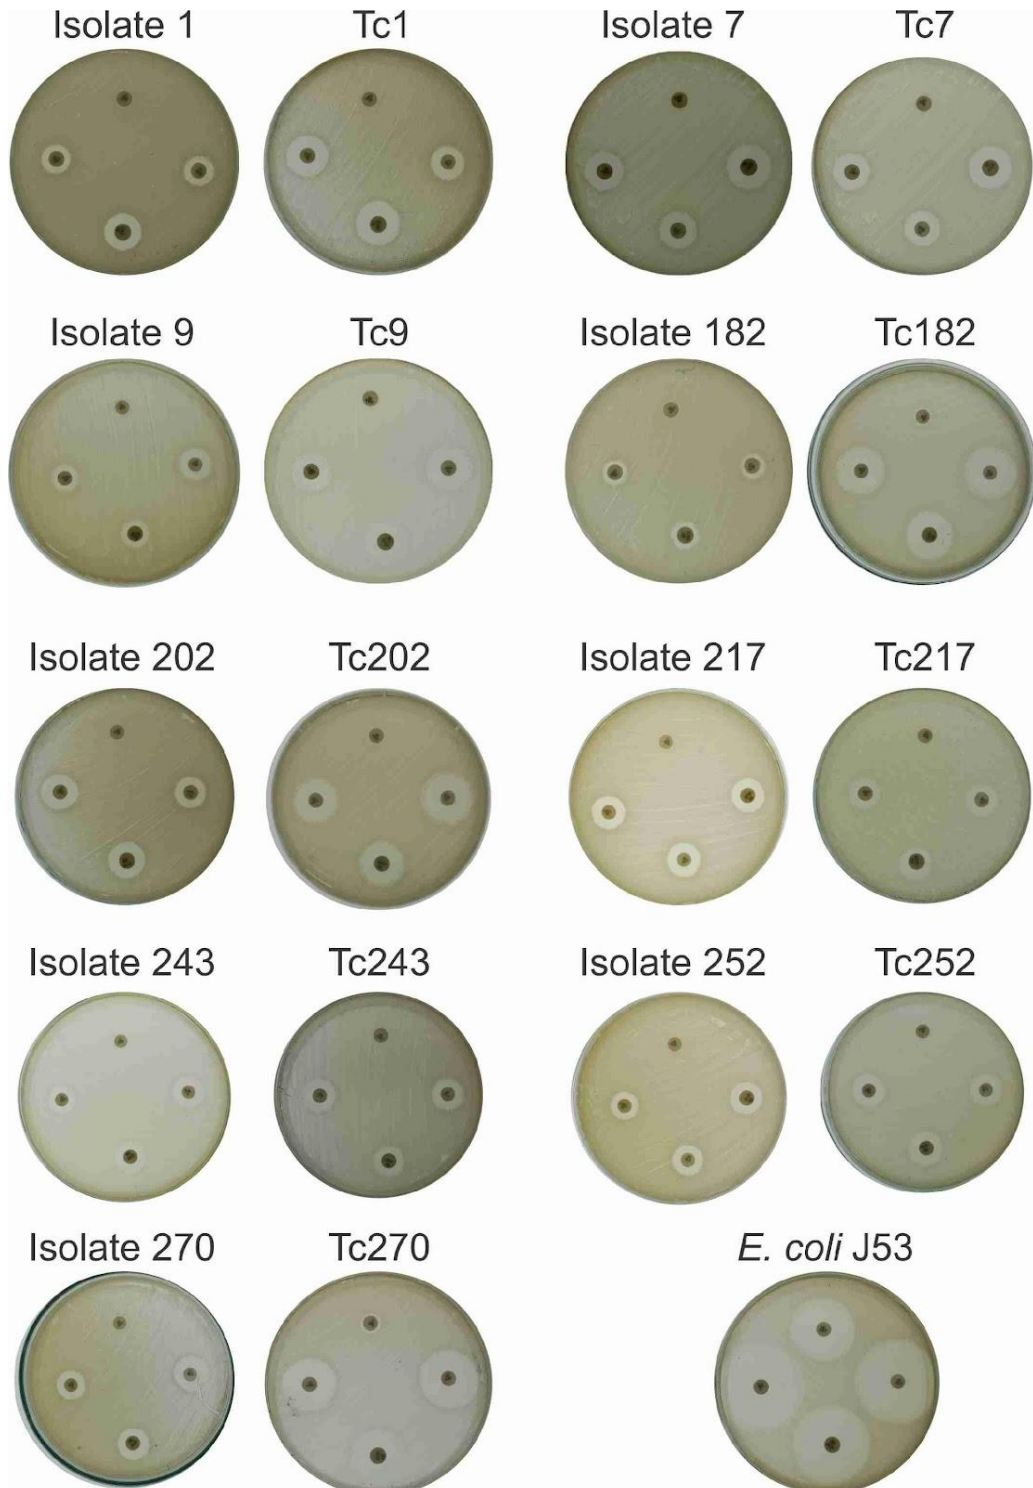 Isolate 1 Tc1 Isolate 7 Tc7
Isolate 9 Tc9 Isolate 182 Tc182
Isolate 202 Tc202 Isolate 217 Tc217
Isolate 243 Tc243 Isolate 252 Tc252
Isolate 270 Tc270 E. coli J53